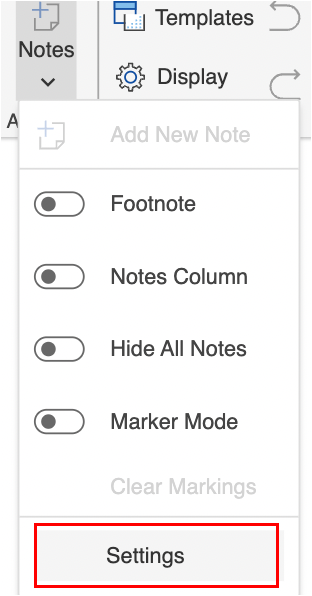 Templates
Notes
Display
A
Add New Note
Footnote
Notes Column
Hide All Notes
Marker Mode
Clear Markings
Settings